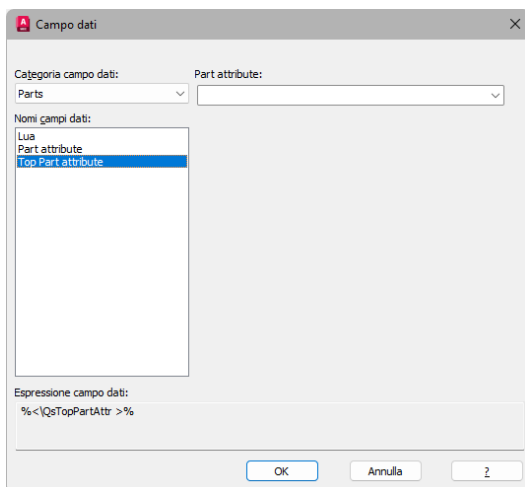 Campo dati
Categoria campo dati:
Part attribute:
Parts
Nomi campi dati:
Lua
Part attribute
Top Part attribute
Espressione campo dati:
%<\QsTopPartAttr >%
OK
Annulla
?